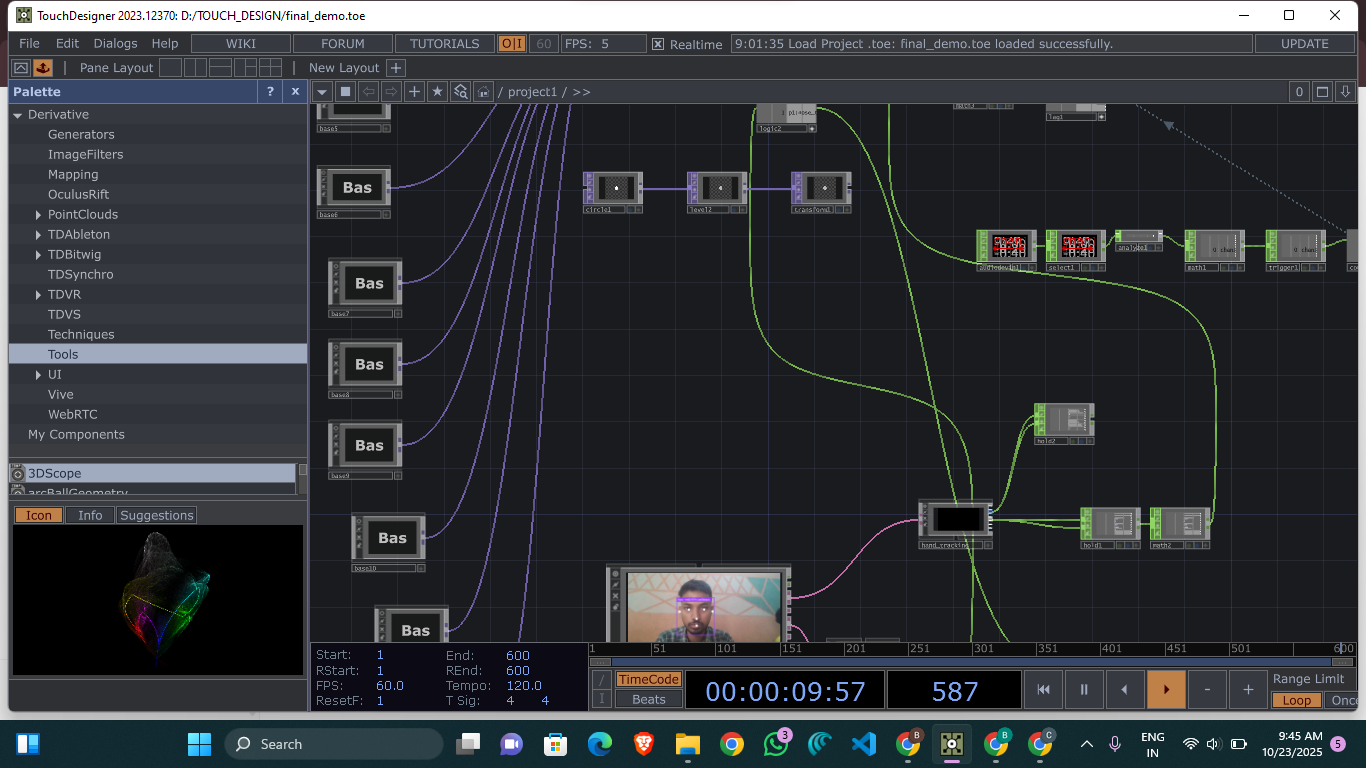 TouchDesigner 2023.12370: D:/TOUCH_DESIGN/final_demo.toe
File Edit Dialogs Help WIKI FORUM TUTORIALS O|I 60 FPS: 5 Realtime 9:01:35 Load Project .toe: final_demo.toe loaded successfully. UPDATE
Pane Layout New Layout +
Palette ? x
/ project1 / >> 0
Derivative
Generators
ImageFilters
Mapping
OculusRift
PointClouds
TDAbleton
TDBitwig
TDSynchro
TDVR
TDVS
Techniques
Tools
UI
Vive
WebRTC
My Components
3DScope
arcBallGeometry
Icon Info Suggestions
base5
logic2
math3
lag1
Bas
base6
circle1
level2
transform1
audiodevin1
select1
analyze1
math1
trigger1
Bas
base7
Bas
base8
Bas
base9
hold2
Bas
base10
hand_tracking
hold1
math2
Bas
Start: 1 End: 600
RStart: 1 REnd: 600
FPS: 60.0 Tempo: 120.0
ResetF: 1 T Sig: 4 4
1 51 101 151 201 251 301 351 401 451 501 600
/ TimeCode
I Beats
00:00:09:57 587
- +
Range Limit
Loop Once
Search
3
B
B
C
ENG
IN
9:45 AM
10/23/2025
5